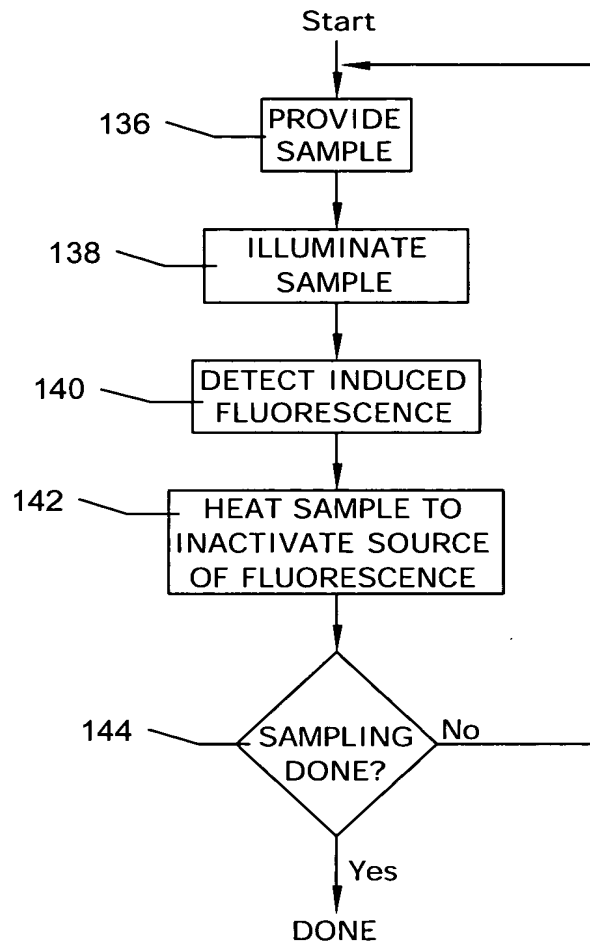 Start
136
PROVIDE
SAMPLE
138
ILLUMINATE
SAMPLE
140
DETECT INDUCED
FLUORESCENCE
142
HEAT SAMPLE TO
INACTIVATE SOURCE
OF FLUORESCENCE
144
SAMPLING
DONE?
No
Yes
DONE